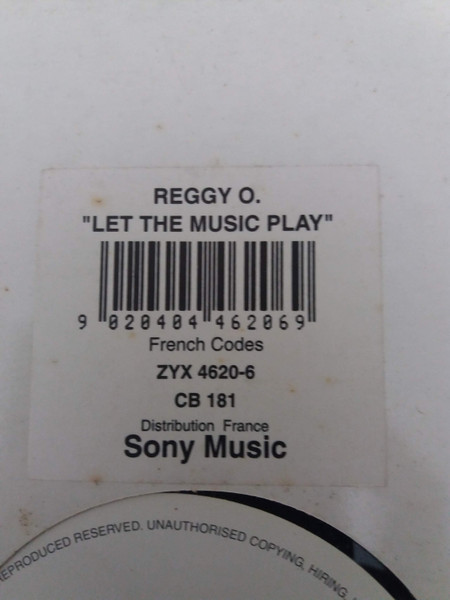 REGGY O.
"LET THE MUSIC PLAY"
9 020404 462069
French Codes
ZYX 4620-6
CB 181
Distribution France
Sony Music
EPRODUCED RESERVED. UNAUTHORISED COPYING, HIRING,